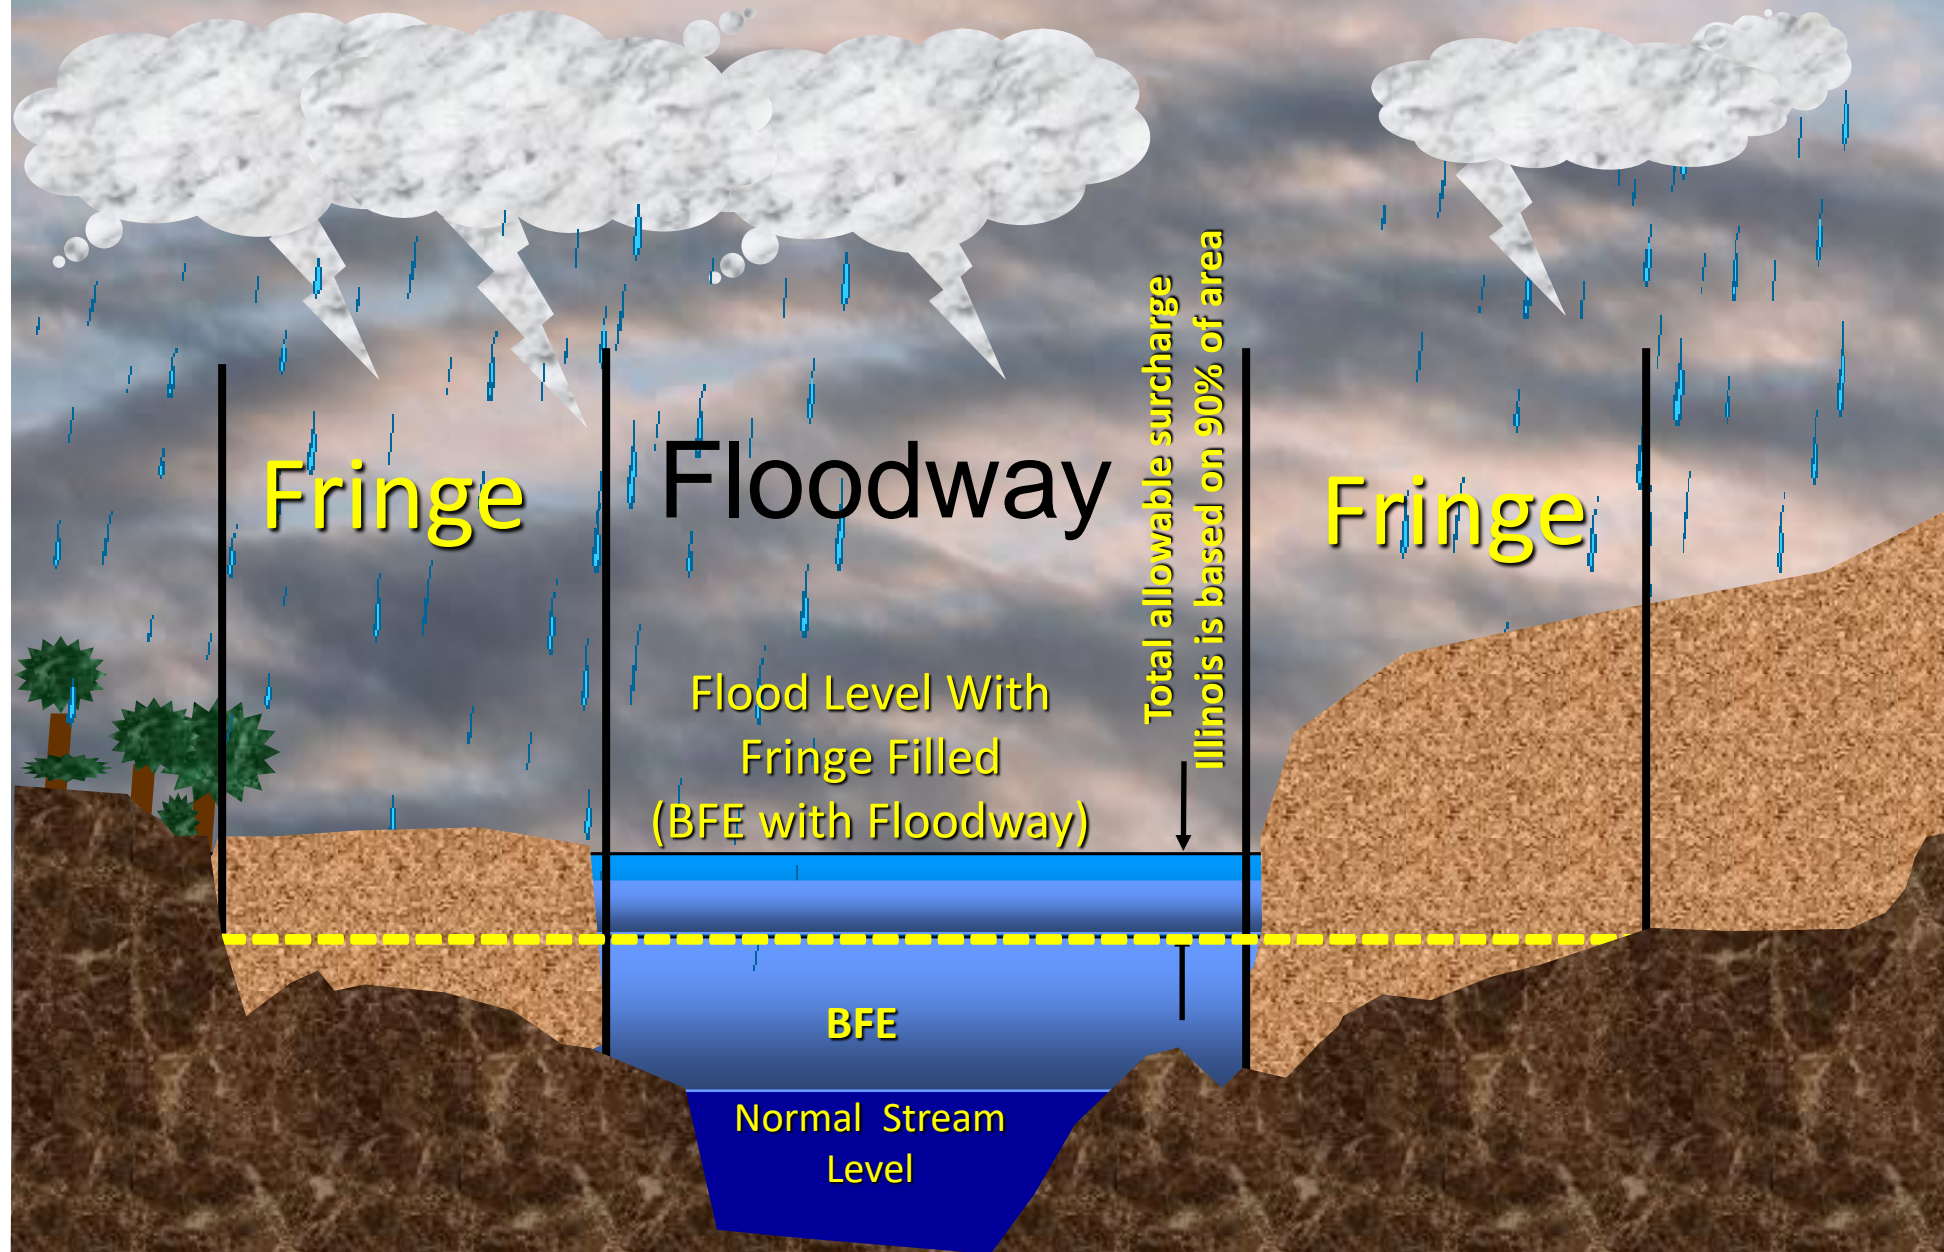 Fringe
Floodway
Total allowable surcharge
Illinois is based on 90% of area
Fringe
Flood Level With
Fringe Filled
(BFE with Floodway)
BFE
Normal Stream
Level